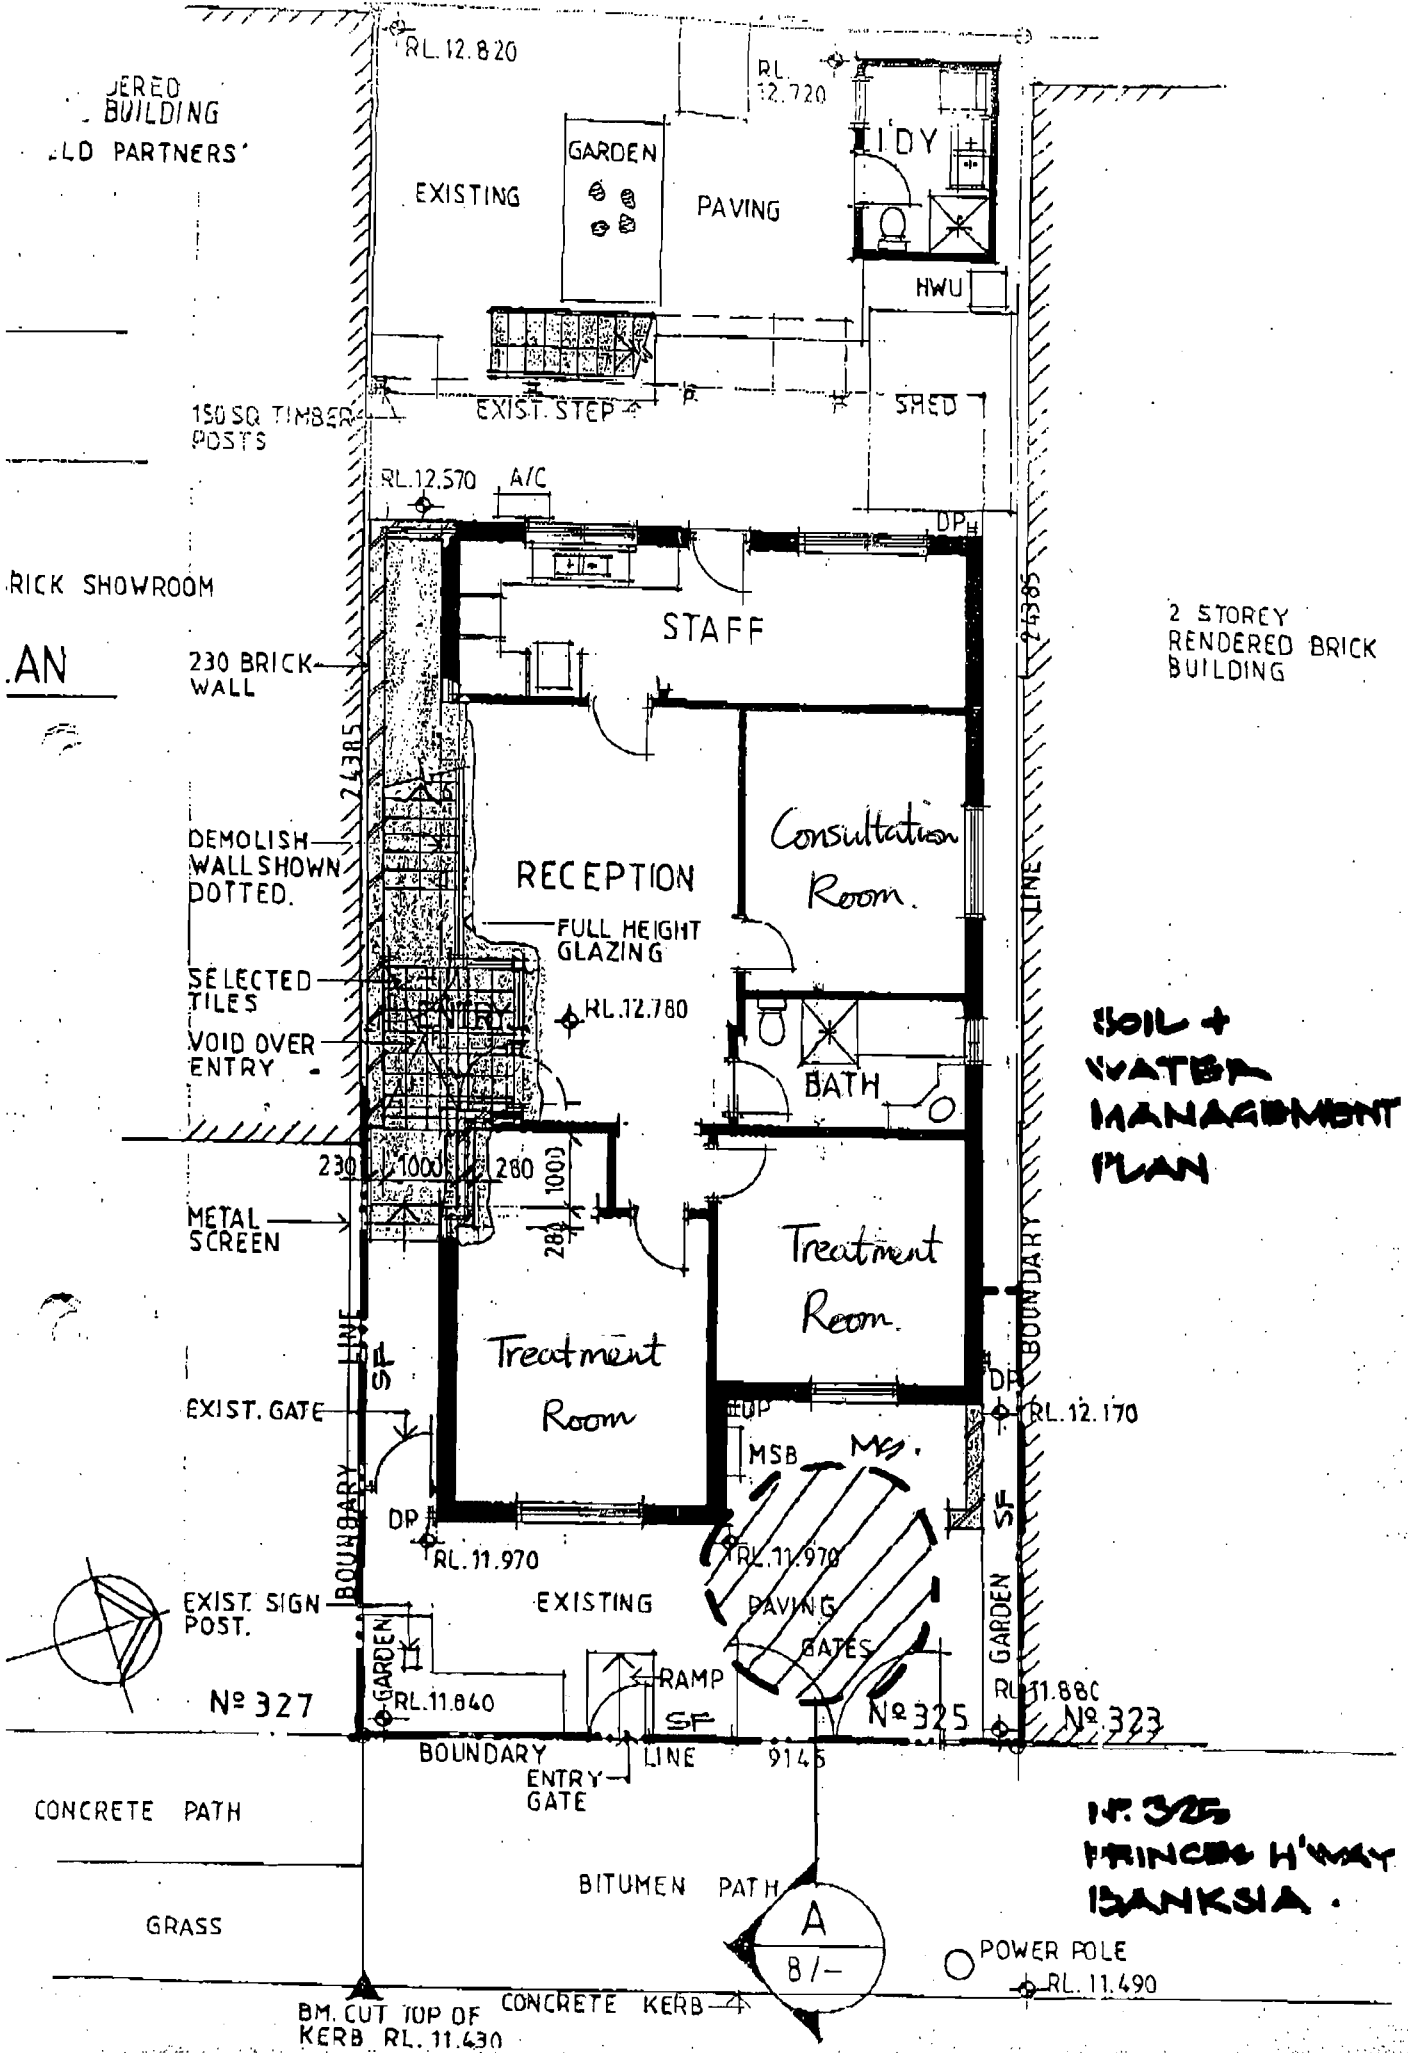 RL.12.820
RL.
12.720
JERED
BUILDING
LD PARTNERS'
TIDY
GARDEN
EXISTING
PAVING
HWU
150 SQ TIMBER
POSTS
EXIST. STEP
SHED
RL.12.570
A/C
DP
RICK SHOWROOM
STAFF
24385
2 STOREY
RENDERED BRICK
BUILDING
AN
230 BRICK
WALL
24385
DEMOLISH
WALL SHOWN
DOTTED.
RECEPTION
Consultation
Room.
LINE
FULL HEIGHT
GLAZING
SELECTED
TILES
ENTRY
RL.12.780
VOID OVER
ENTRY
BATH
SOIL +
WATER
MANAGEMENT
PLAN
230
1000
280
1000
280
METAL
SCREEN
Treatment
Room.
BOUNDARY
LINE
SF
Treatment
Room
EXIST. GATE
DP
RL.12.170
MSB
MS.
BOUNDARY
DP
SF
RL.11.970
RL.11.970
EXIST. SIGN
POST.
EXISTING
PAVING
GATES
GARDEN
GARDEN
RAMP
Nº 327
RL.11.840
SF
Nº 325
RL.11.880
Nº 323
BOUNDARY
LINE
9145
ENTRY
GATE
CONCRETE PATH
Nº 325
PRINCES H'WAY
BANKSIA.
BITUMEN PATH
GRASS
A
8/-
POWER POLE
RL.11.490
BM. CUT TOP OF
KERB RL. 11.430
CONCRETE KERB